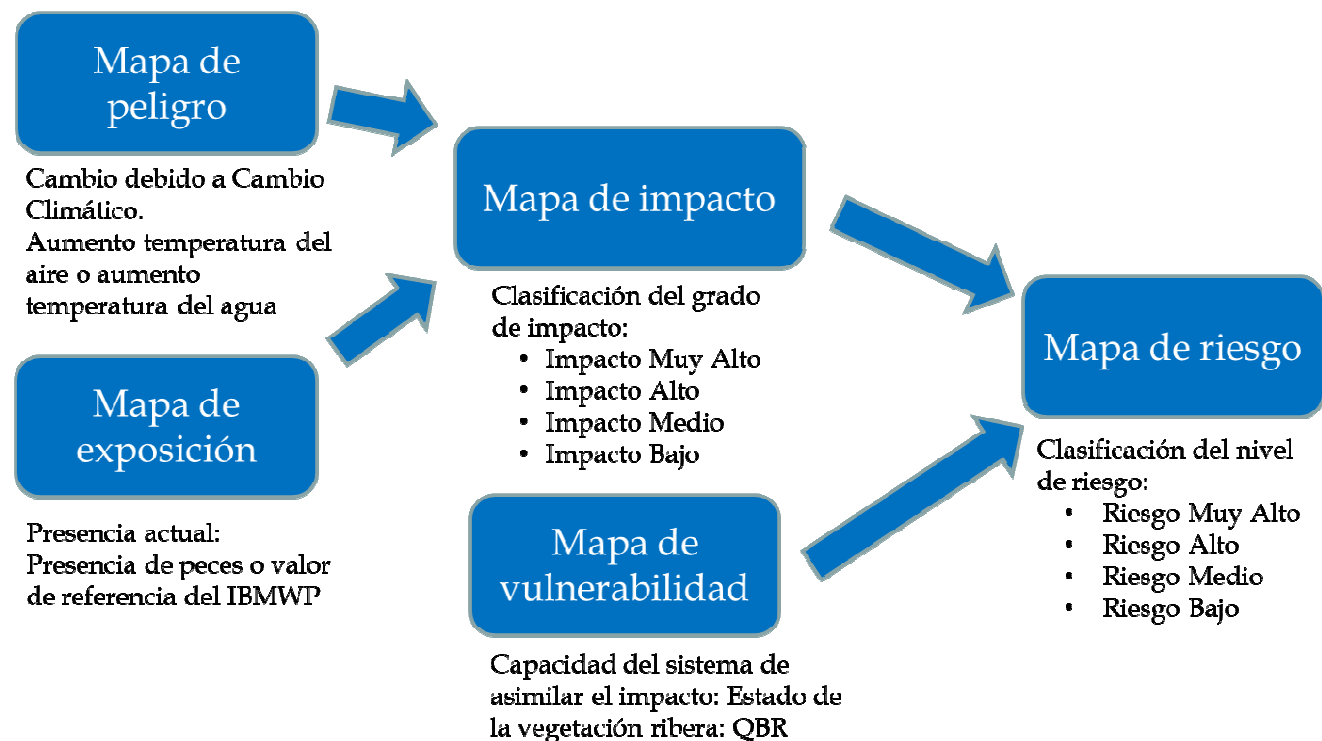 Mapa de
peligro
Cambio debido a Cambio
Climático.
Aumento temperatura del
aire o aumento
temperatura del agua
Mapa de
exposición
Presencia actual:
Presencia de peces o valor
de referencia del IBMWP
Mapa de impacto
Clasificación del grado
de impacto:
• Impacto Muy Alto
• Impacto Alto
• Impacto Medio
• Impacto Bajo
Mapa de
vulnerabilidad
Capacidad del sistema de
asimilar el impacto: Estado de
la vegetación ribera: QBR
Mapa de riesgo
Clasificación del nivel
de riesgo:
• Riesgo Muy Alto
• Riesgo Alto
• Riesgo Medio
• Riesgo Bajo